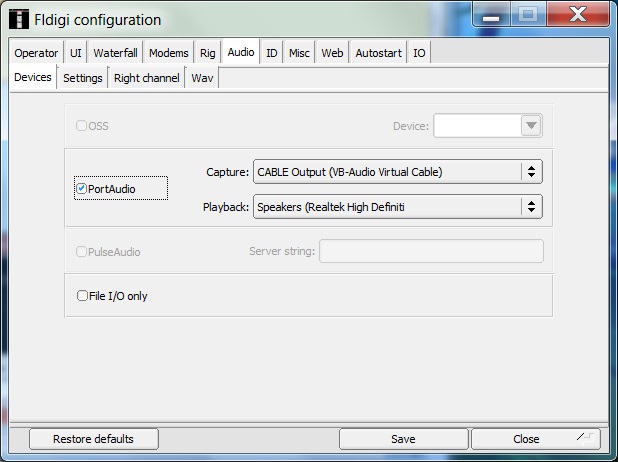 Fldigi configuration
Operator UI Waterfall Modems Rig Audio ID Misc Web Autostart IO
Devices Settings Right channel Wav
OSS Device:
Capture: CABLE Output (VB-Audio Virtual Cable)
PortAudio
Playback: Speakers (Realtek High Definiti
PulseAudio Server string:
File I/O only
Restore defaults Save Close